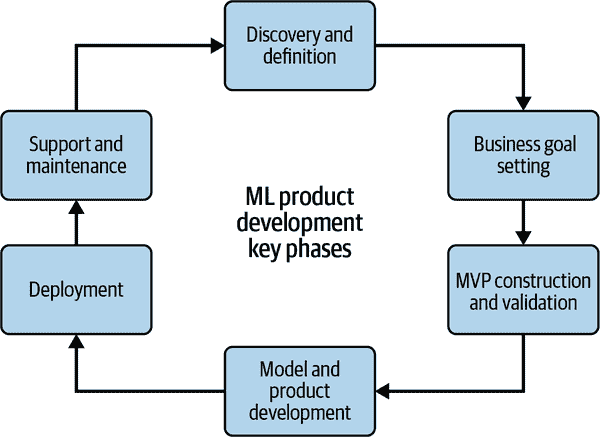 Discovery and
definition
Business goal
setting
MVP construction
and validation
Model and
product
development
Deployment
Support and
maintenance
ML product
development
key phases